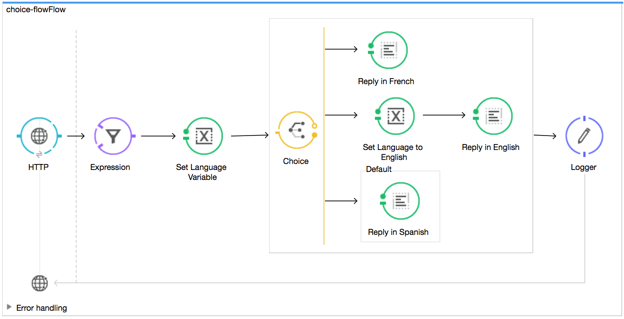 choice-flowFlow
Reply in French
HTTP
Expression
Set Language
Variable
Choice
Set Language to
English
Reply in English
Logger
Default
Reply in Spanish
Error handling